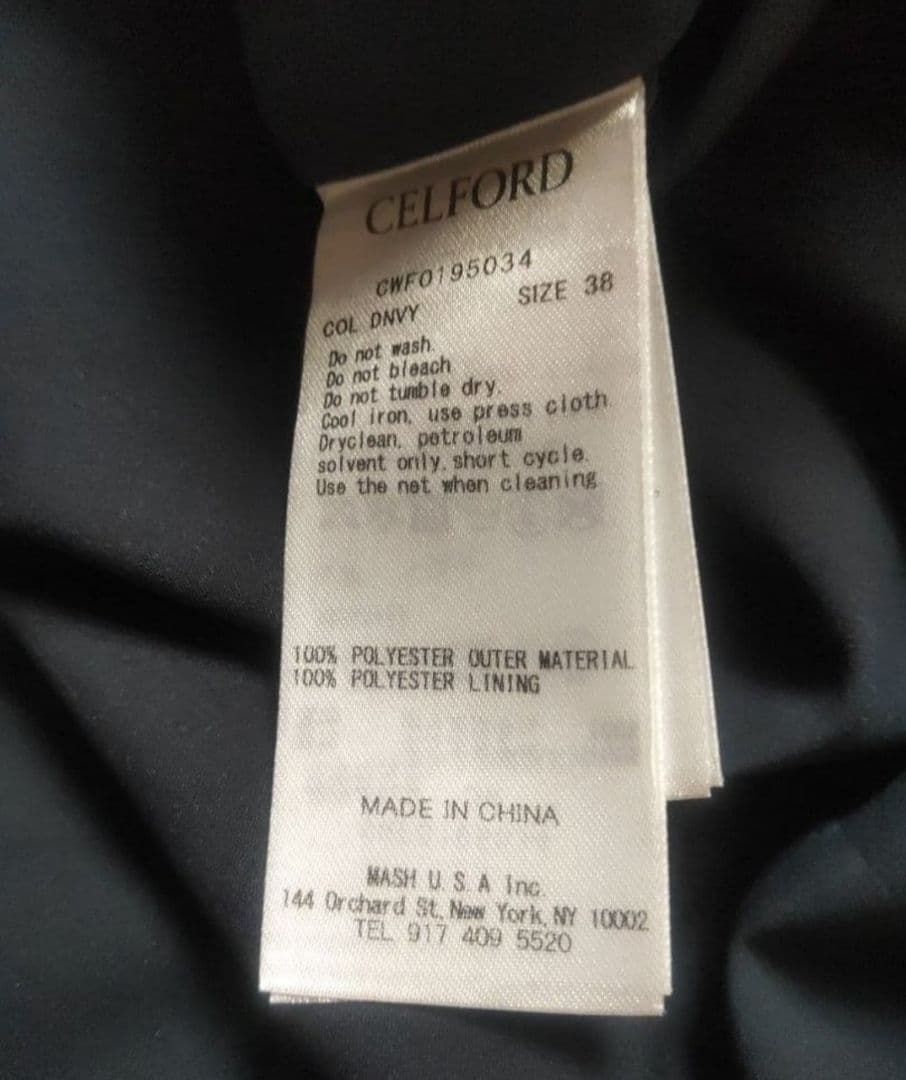 CELFORD
CWFO195034
COL DNVY SIZE 38
Do not wash.
Do not bleach
Do not tumble dry.
Cool iron, use press cloth
Dryclean, petroleum
solvent only, short cycle.
Use the net when cleaning
100% POLYESTER OUTER MATERIAL
100% POLYESTER LINING
MADE IN CHINA
MASH U.S.A Inc.
144 Orchard St, New York, NY 10002
TEL 917 409 5520